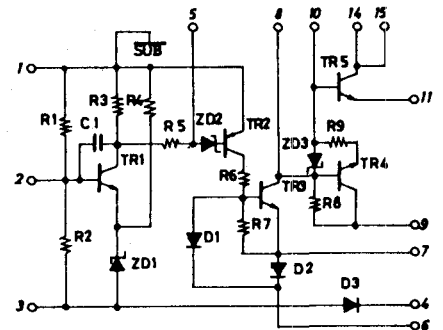 5 8 10 14 15
SUB
1 TR5
R3 R4 11
R1 ZD2 TR2
C1 R5 R9
ZD3
TR1 R6 TR4
2 TR3
R8
R7 9
R2 D1 7
ZD1 D2
D3
3 4
6